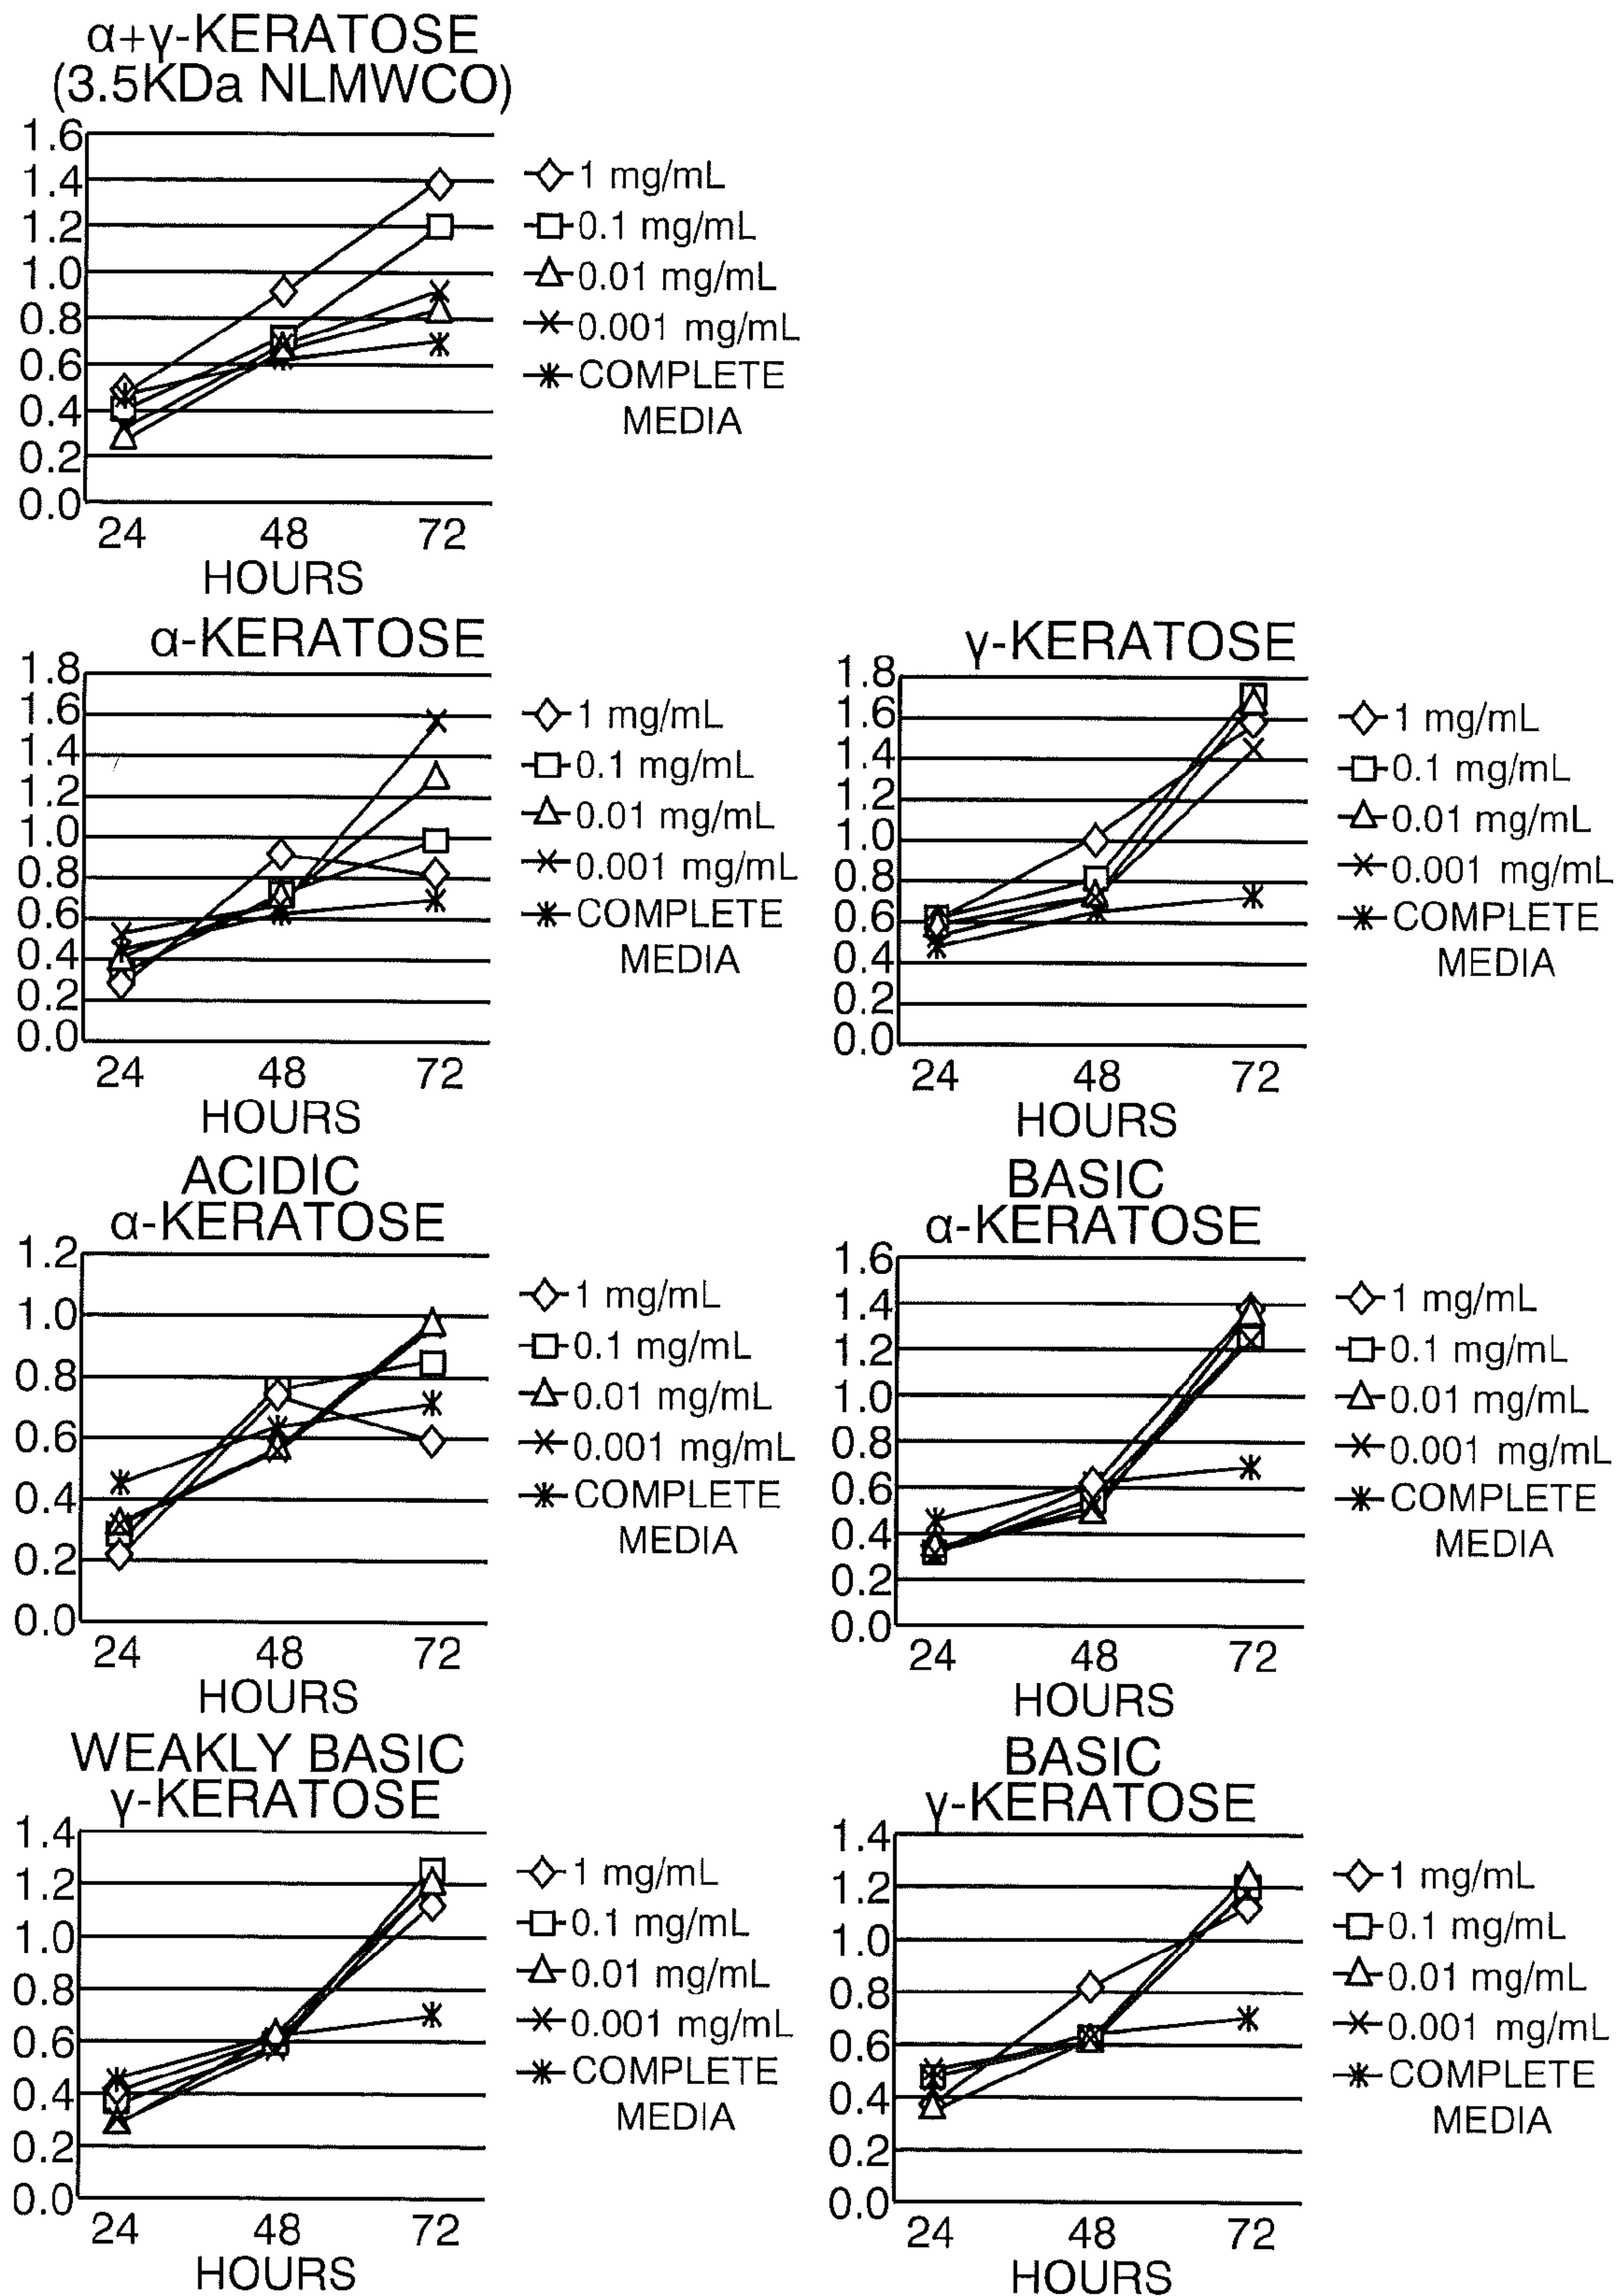 α+γ-KERATOSE
(3.5KDa NLMWCO)
1.6
1.4
1.2
1.0
0.8
0.6
0.4
0.2
0.0
24 48 72
HOURS
1 mg/mL
0.1 mg/mL
0.01 mg/mL
0.001 mg/mL
COMPLETE
MEDIA
α-KERATOSE
1.8
1.6
1.4
1.2
1.0
0.8
0.6
0.4
0.2
0.0
24 48 72
HOURS
1 mg/mL
0.1 mg/mL
0.01 mg/mL
0.001 mg/mL
COMPLETE
MEDIA
γ-KERATOSE
1.8
1.6
1.4
1.2
1.0
0.8
0.6
0.4
0.2
0.0
24 48 72
HOURS
1 mg/mL
0.1 mg/mL
0.01 mg/mL
0.001 mg/mL
COMPLETE
MEDIA
ACIDIC
α-KERATOSE
1.2
1.0
0.8
0.6
0.4
0.2
0.0
24 48 72
HOURS
1 mg/mL
0.1 mg/mL
0.01 mg/mL
0.001 mg/mL
COMPLETE
MEDIA
BASIC
α-KERATOSE
1.6
1.4
1.2
1.0
0.8
0.6
0.4
0.2
0.0
24 48 72
HOURS
1 mg/mL
0.1 mg/mL
0.01 mg/mL
0.001 mg/mL
COMPLETE
MEDIA
WEAKLY BASIC
γ-KERATOSE
1.4
1.2
1.0
0.8
0.6
0.4
0.2
0.0
24 48 72
HOURS
1 mg/mL
0.1 mg/mL
0.01 mg/mL
0.001 mg/mL
COMPLETE
MEDIA
BASIC
γ-KERATOSE
1.4
1.2
1.0
0.8
0.6
0.4
0.2
0.0
24 48 72
HOURS
1 mg/mL
0.1 mg/mL
0.01 mg/mL
0.001 mg/mL
COMPLETE
MEDIA